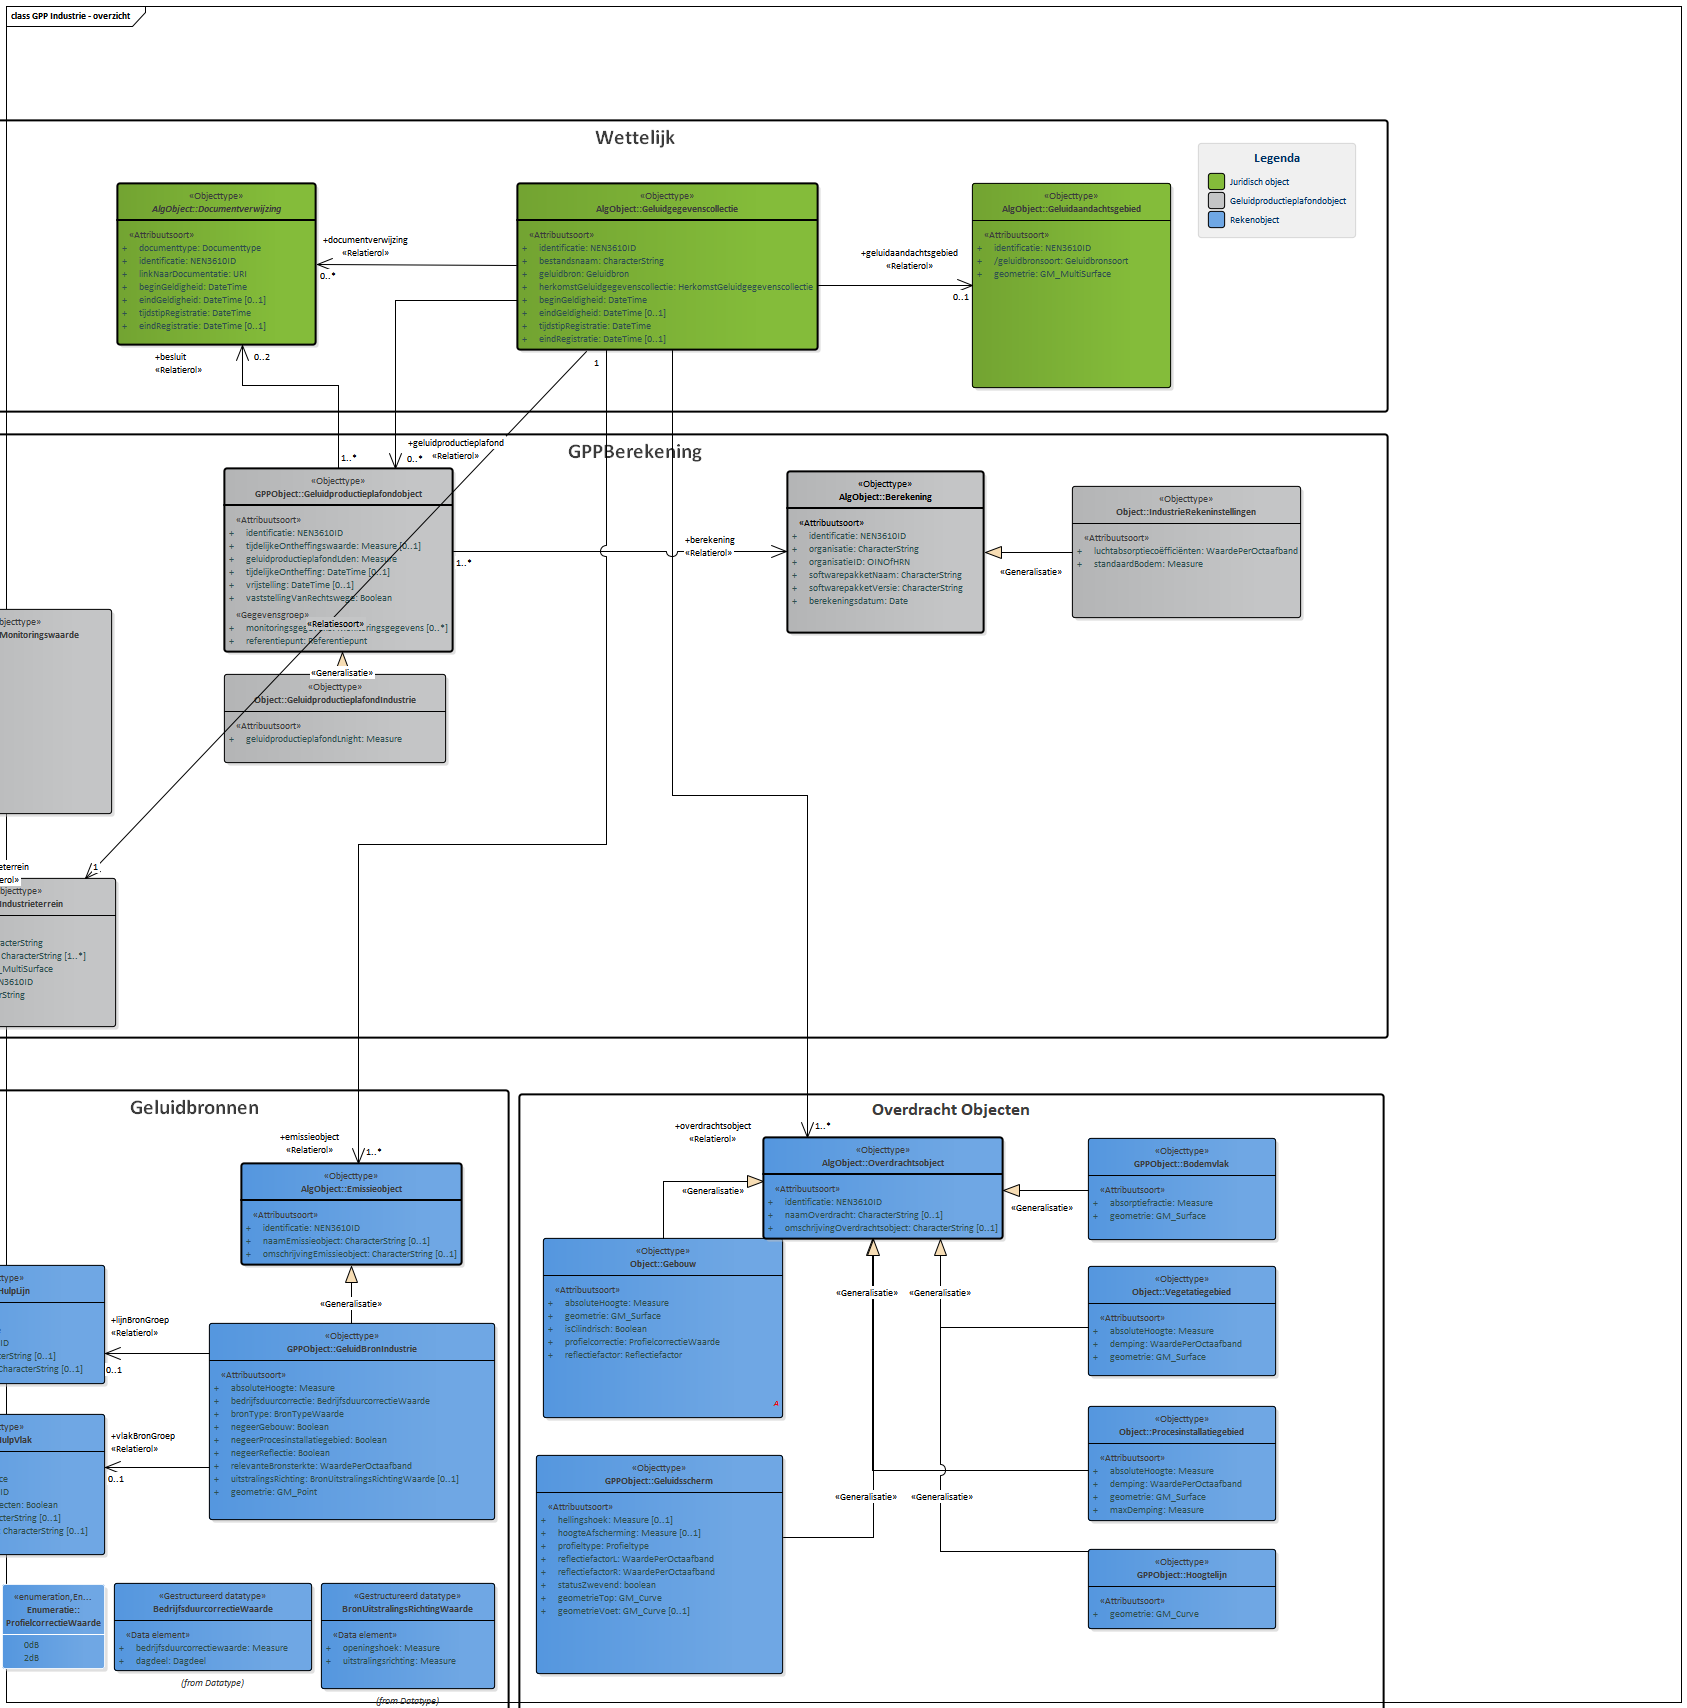 class GPP Industrie - overzicht
Wettelijk
Legenda
Juridisch object
Geluidproductieplafondobject
Rekenobject
«Objecttype»
AlgObject::Documentverwijzing
«Attribuutsoort»
+ documenttype: Documenttype
+ identificatie: NEN3610ID
+ linkNaarDocumentatie: URI
+ beginGeldigheid: DateTime
+ eindGeldigheid: DateTime [0..1]
+ tijdstipRegistratie: DateTime
+ eindRegistratie: DateTime [0..1]
+documentverwijzing
«Relatierol»
0..*
«Objecttype»
AlgObject::Geluidgegevenscollectie
«Attribuutsoort»
+ identificatie: NEN3610ID
+ bestandsnaam: CharacterString
+ geluidbron: Geluidbron
+ herkomstGeluidgegevenscollectie: HerkomstGeluidgegevenscollectie
+ beginGeldigheid: DateTime
+ eindGeldigheid: DateTime [0..1]
+ tijdstipRegistratie: DateTime
+ eindRegistratie: DateTime [0..1]
+geluidaandachtsgebied
«Relatierol»
0..1
«Objecttype»
AlgObject::Geluidaandachtsgebied
«Attribuutsoort»
+ identificatie: NEN3610ID
+ /geluidbronsoort: Geluidbronsoort
+ geometrie: GM_MultiSurface
+besluit
«Relatierol»
0..2
1
GPPBerekening
+geluidproductieplafond
«Relatierol»
1..*
0..*
«Objecttype»
GPPObject::Geluidproductieplafondobject
«Attribuutsoort»
+ identificatie: NEN3610ID
+ tijdelijkeOntheffingswaarde: Measure [0..1]
+ geluidproductieplafondLden: Measure
+ tijdelijkeOntheffing: DateTime [0..1]
+ vrijstelling: DateTime [0..1]
+ vaststellingVanRechtswege: Boolean
«Gegevensgroep»
«Relatiesoort»
+ monitoringsgeg ringsgegevens [0..*]
+ referentiepunt: Referentiepunt
1..*
+berekening
«Relatierol»
«Objecttype»
AlgObject::Berekening
«Attribuutsoort»
+ identificatie: NEN3610ID
+ organisatie: CharacterString
+ organisatieID: OINOfHRN
+ softwarepakketNaam: CharacterString
+ softwarepakketVersie: CharacterString
+ berekeningsdatum: Date
«Generalisatie»
«Objecttype»
Object::IndustrieRekeninstellingen
«Attribuutsoort»
+ luchtabsorptiecoëfficiënten: WaardePerOctaafband
+ standaardBodem: Measure
bjecttype»
Monitoringswaarde
«Generalisatie»
«Objecttype»
Object::GeluidproductieplafondIndustrie
«Attribuutsoort»
+ geluidproductieplafondLnight: Measure
eterrein
erol»
1
bjecttype»
Industrieterrein
acterString
CharacterString [1..*]
_MultiSurface
N3610ID
rString
Geluidbronnen
+emissieobject
«Relatierol»
1..*
«Objecttype»
AlgObject::Emissieobject
«Attribuutsoort»
+ identificatie: NEN3610ID
+ naamEmissieobject: CharacterString [0..1]
+ omschrijvingEmissieobject: CharacterString [0..1]
«Generalisatie»
type»
HulpLijn
ID
terString [0..1]
CharacterString [0..1]
+lijnBronGroep
«Relatierol»
0..1
«Objecttype»
GPPObject::GeluidBronIndustrie
«Attribuutsoort»
+ absoluteHoogte: Measure
+ bedrijfsduurcorrectie: BedrijfsduurcorrectieWaarde
+ bronType: BronTypeWaarde
+ negeerGebouw: Boolean
+ negeerProcesinstallatiegebied: Boolean
+ negeerReflectie: Boolean
+ relevanteBronsterkte: WaardePerOctaafband
+ uitstralingsRichting: BronUitstralingsRichtingWaarde [0..1]
+ geometrie: GM_Point
type»
HulpVlak
ce
ID
ecten: Boolean
cterString [0..1]
CharacterString [0..1]
+vlakBronGroep
«Relatierol»
0..1
«enumeration,En...
Enumeratie::
ProfielcorrectieWaarde
0dB
2dB
«Gestructureerd datatype»
BedrijfsduurcorrectieWaarde
«Data element»
+ bedrijfsduurcorrectiewaarde: Measure
+ dagdeel: Dagdeel
(from Datatype)
«Gestructureerd datatype»
BronUitstralingsRichtingWaarde
«Data element»
+ openingshoek: Measure
+ uitstralingsrichting: Measure
(from Datatype)
Overdracht Objecten
+overdrachtsobject
«Relatierol»
1..*
«Objecttype»
AlgObject::Overdrachtsobject
«Attribuutsoort»
+ identificatie: NEN3610ID
+ naamOverdracht: CharacterString [0..1]
+ omschrijvingOverdrachtsobject: CharacterString [0..1]
«Generalisatie»
«Generalisatie»
«Objecttype»
GPPObject::Bodemvlak
«Attribuutsoort»
+ absorptiefractie: Measure
+ geometrie: GM_Surface
«Objecttype»
Object::Gebouw
«Attribuutsoort»
+ absoluteHoogte: Measure
+ geometrie: GM_Surface
+ isCilindrisch: Boolean
+ profielcorrectie: ProfielcorrectieWaarde
+ reflectiefactor: Reflectiefactor
A
«Generalisatie»
«Generalisatie»
«Objecttype»
Object::Vegetatiegebied
«Attribuutsoort»
+ absoluteHoogte: Measure
+ demping: WaardePerOctaafband
+ geometrie: GM_Surface
«Objecttype»
Object::Procesinstallatiegebied
«Attribuutsoort»
+ absoluteHoogte: Measure
+ demping: WaardePerOctaafband
+ geometrie: GM_Surface
+ maxDemping: Measure
«Objecttype»
GPPObject::Geluidsscherm
«Attribuutsoort»
+ hellingshoek: Measure [0..1]
+ hoogteAfscherming: Measure [0..1]
+ profieltype: Profieltype
+ reflectiefactorL: WaardePerOctaafband
+ reflectiefactorR: WaardePerOctaafband
+ statusZwevend: boolean
+ geometrieTop: GM_Curve
+ geometrieVoet: GM_Curve [0..1]
«Generalisatie»
«Generalisatie»
«Objecttype»
GPPObject::Hoogtelijn
«Attribuutsoort»
+ geometrie: GM_Curve